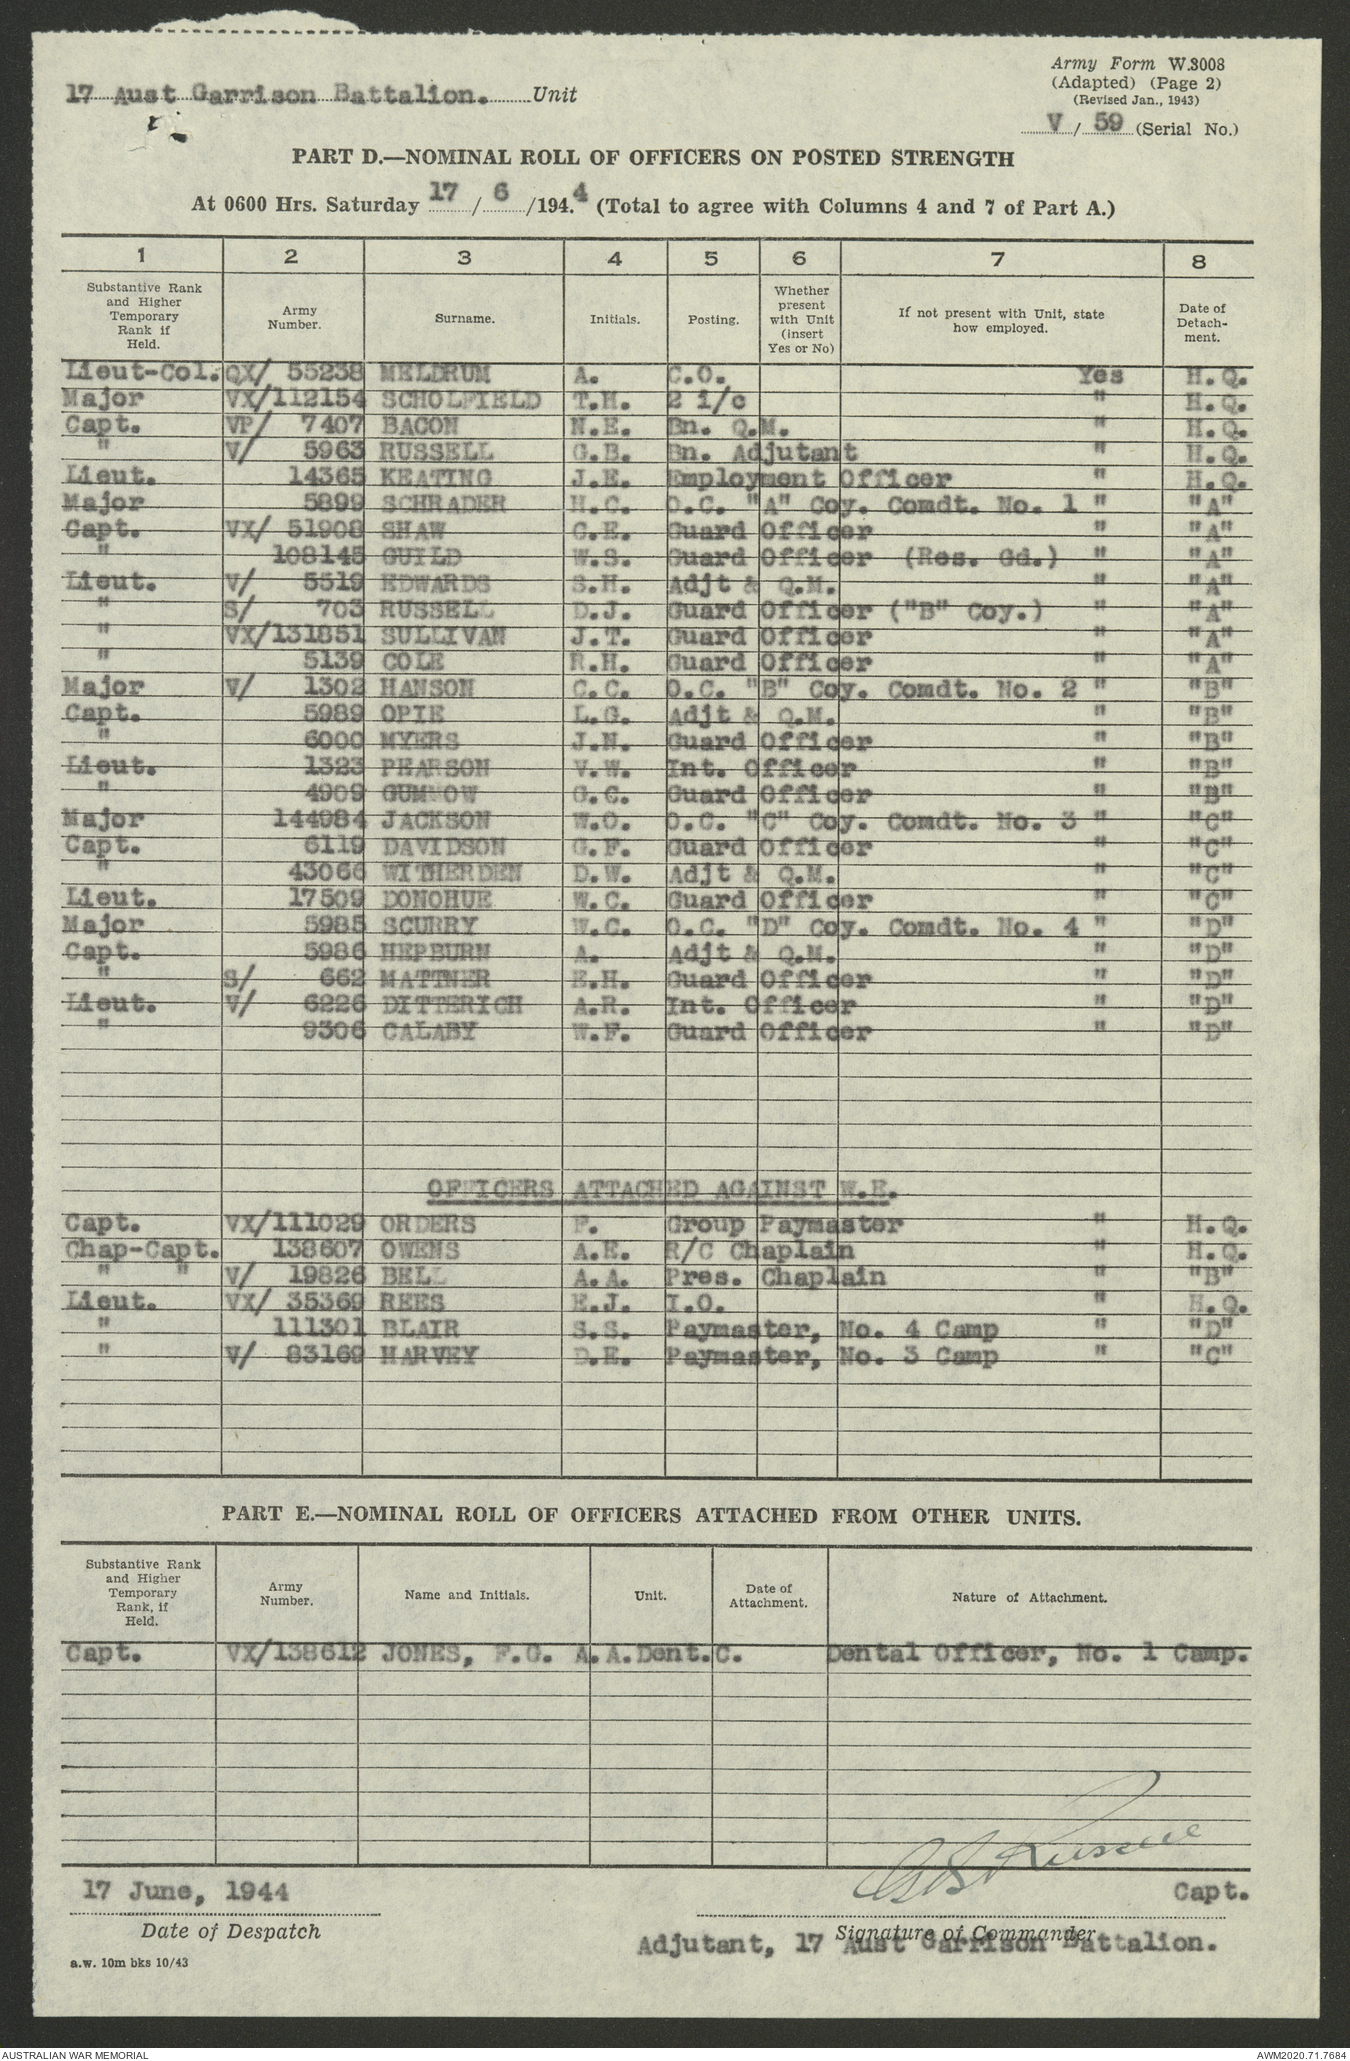 17 Aust Garrison Battalion. Unit
Army Form W.3008
(Adapted) (Page 2)
(Revised Jan., 1943)
V / 59 (Serial No.)
PART D.—NOMINAL ROLL OF OFFICERS ON POSTED STRENGTH
At 0600 Hrs. Saturday 17 / 6 /194.4 (Total to agree with Columns 4 and 7 of Part A.)
1 2 3 4 5 6 7 8
Substantive Rank and Higher Temporary Rank if Held. Army Number. Surname. Initials. Posting. Whether present with Unit (insert Yes or No) If not present with Unit, state how employed. Date of Detach- ment.
Lieut-Col. QX/ 55238 MELDRUM A. C.O. Yes H.Q.
Major VX/112154 SCHOLFIELD T.H. 2 i/c " H.Q.
Capt. VP/ 7407 BACON N.E. Bn. Q.M. " H.Q.
" V/ 5963 RUSSELL G.B. Bn. Adjutant " H.Q.
Lieut. 14365 KEATING J.E. Employment Officer " H.Q.
Major 5899 SCHRADER H.C. O.C. "A" Coy. Comdt. No. 1 " "A"
Capt. VX/ 51908 SHAW C.E. Guard Officer " "A"
" 108145 GUILD W.S. Guard Officer (Res. Gd.) " "A"
Lieut. V/ 5519 EDWARDS S.H. Adjt & Q.M. " "A"
" S/ 703 RUSSELL D.J. Guard Officer ("B" Coy.) " "A"
" VX/131851 SULLIVAN J.T. Guard Officer " "A"
" 5139 COLE R.H. Guard Officer " "A"
Major V/ 1302 HANSON C.C. O.C. "B" Coy. Comdt. No. 2 " "B"
Capt. 5989 OPIE L.G. Adjt & Q.M. " "B"
" 6000 MYERS J.N. Guard Officer " "B"
Lieut. 1323 PEARSON V.W. Int. Officer " "B"
" 4909 GUMNOW G.C. Guard Officer " "B"
Major 144984 JACKSON W.O. O.C. "C" Coy. Comdt. No. 3 " "C"
Capt. 6119 DAVIDSON G.F. Guard Officer " "C"
" 43066 WITHERDEN D.W. Adjt & Q.M. " "C"
Lieut. 17509 DONOHUE W.C. Guard Officer " "C"
Major 5985 SCURRY W.C. O.C. "D" Coy. Comdt. No. 4 " "D"
Capt. 5986 HEPBURN A. Adjt & Q.M. " "D"
" S/ 662 MATTNER E.H. Guard Officer " "D"
Lieut. V/ 6226 DITTERICH A.R. Int. Officer " "D"
" 9306 CALABY W.F. Guard Officer " "D"
OFFICERS ATTACHED AGAINST W.E.
Capt. VX/111029 ORDERS F. Group Paymaster " H.Q.
Chap-Capt. 138607 OWENS A.E. R/C Chaplain " H.Q.
" " V/ 19826 BELL A.A. Pres. Chaplain " "B"
Lieut. VX/ 35369 REES E.J. I.O. " H.Q.
" 111301 BLAIR S.S. Paymaster, No. 4 Camp " "D"
" V/ 83169 HARVEY D.E. Paymaster, No. 3 Camp " "C"
PART E.—NOMINAL ROLL OF OFFICERS ATTACHED FROM OTHER UNITS.
Substantive Rank and Higher Temporary Rank, if Held. Army Number. Name and Initials. Unit. Date of Attachment. Nature of Attachment.
Capt. VX/138612 JONES, F.G. A.A.Dent.C. Dental Officer, No. 1 Camp.
GB Russell
17 June, 1944 Capt.
Date of Despatch Signature of Commander
Adjutant, 17 Aust Garrison Battalion.
a.w. 10m bks 10/43
AUSTRALIAN WAR MEMORIAL AWM2020.71.7684